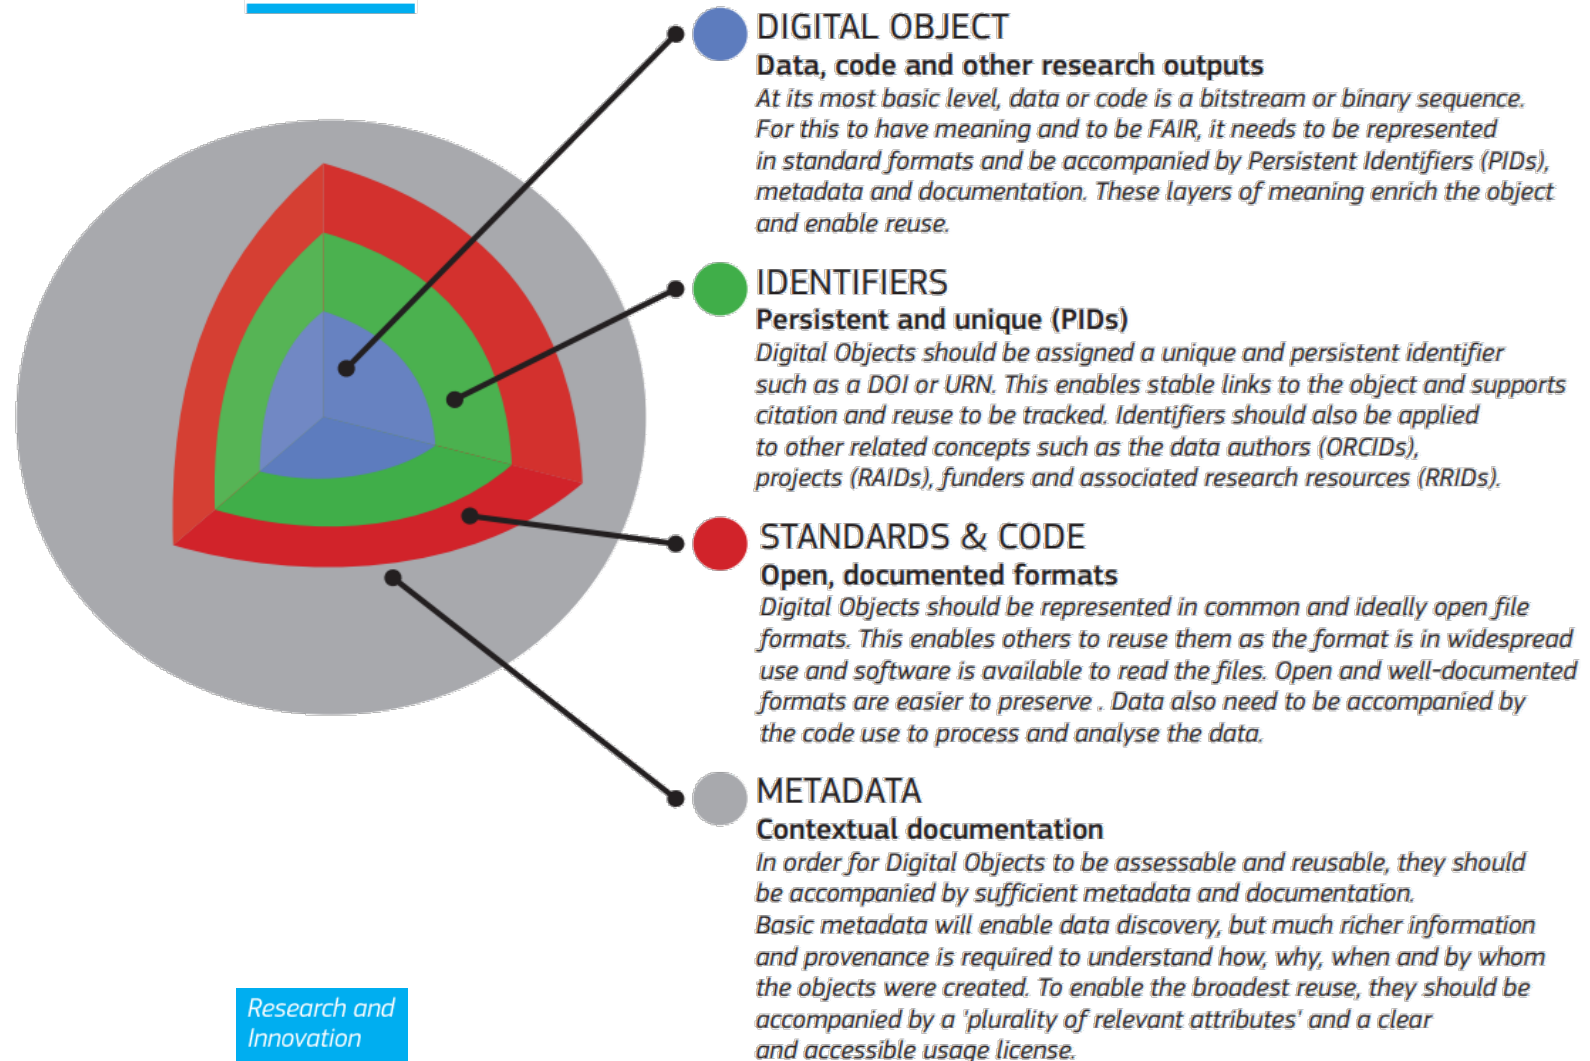 DIGITAL OBJECT
Data, code and other research outputs
At its most basic level, data or code is a bitstream or binary sequence.
For this to have meaning and to be FAIR, it needs to be represented
in standard formats and be accompanied by Persistent Identifiers (PIDs),
metadata and documentation. These layers of meaning enrich the object
and enable reuse.
IDENTIFIERS
Persistent and unique (PIDs)
Digital Objects should be assigned a unique and persistent identifier
such as a DOI or URN. This enables stable links to the object and supports
citation and reuse to be tracked. Identifiers should also be applied
to other related concepts such as the data authors (ORCIDs),
projects (RAIDs), funders and associated research resources (RRIDs).
STANDARDS & CODE
Open, documented formats
Digital Objects should be represented in common and ideally open file
formats. This enables others to reuse them as the format is in widespread
use and software is available to read the files. Open and well-documented
formats are easier to preserve . Data also need to be accompanied by
the code use to process and analyse the data.
METADATA
Contextual documentation
In order for Digital Objects to be assessable and reusable, they should
be accompanied by sufficient metadata and documentation.
Basic metadata will enable data discovery, but much richer information
and provenance is required to understand how, why, when and by whom
the objects were created. To enable the broadest reuse, they should be
accompanied by a 'plurality of relevant attributes' and a clear
and accessible usage license.
Research and
Innovation